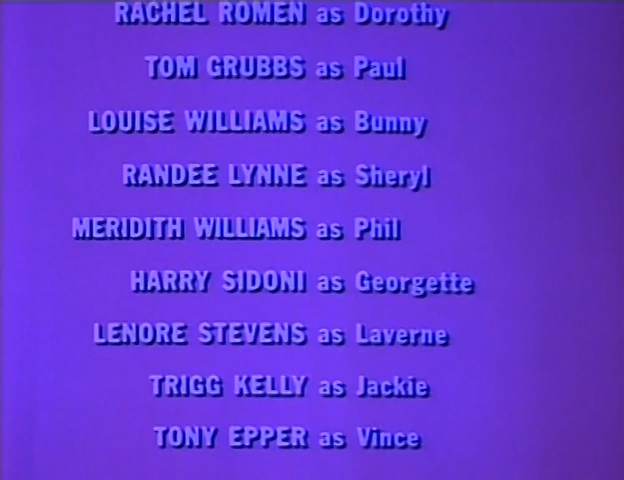 RACHEL ROMEN as Dorothy
TOM GRUBBS as Paul
LOUISE WILLIAMS as Bunny
RANDEE LYNNE as Sheryl
MERIDITH WILLIAMS as Phil
HARRY SIDONI as Georgette
LENORE STEVENS as Laverne
TRIGG KELLY as Jackie
TONY EPPER as Vince